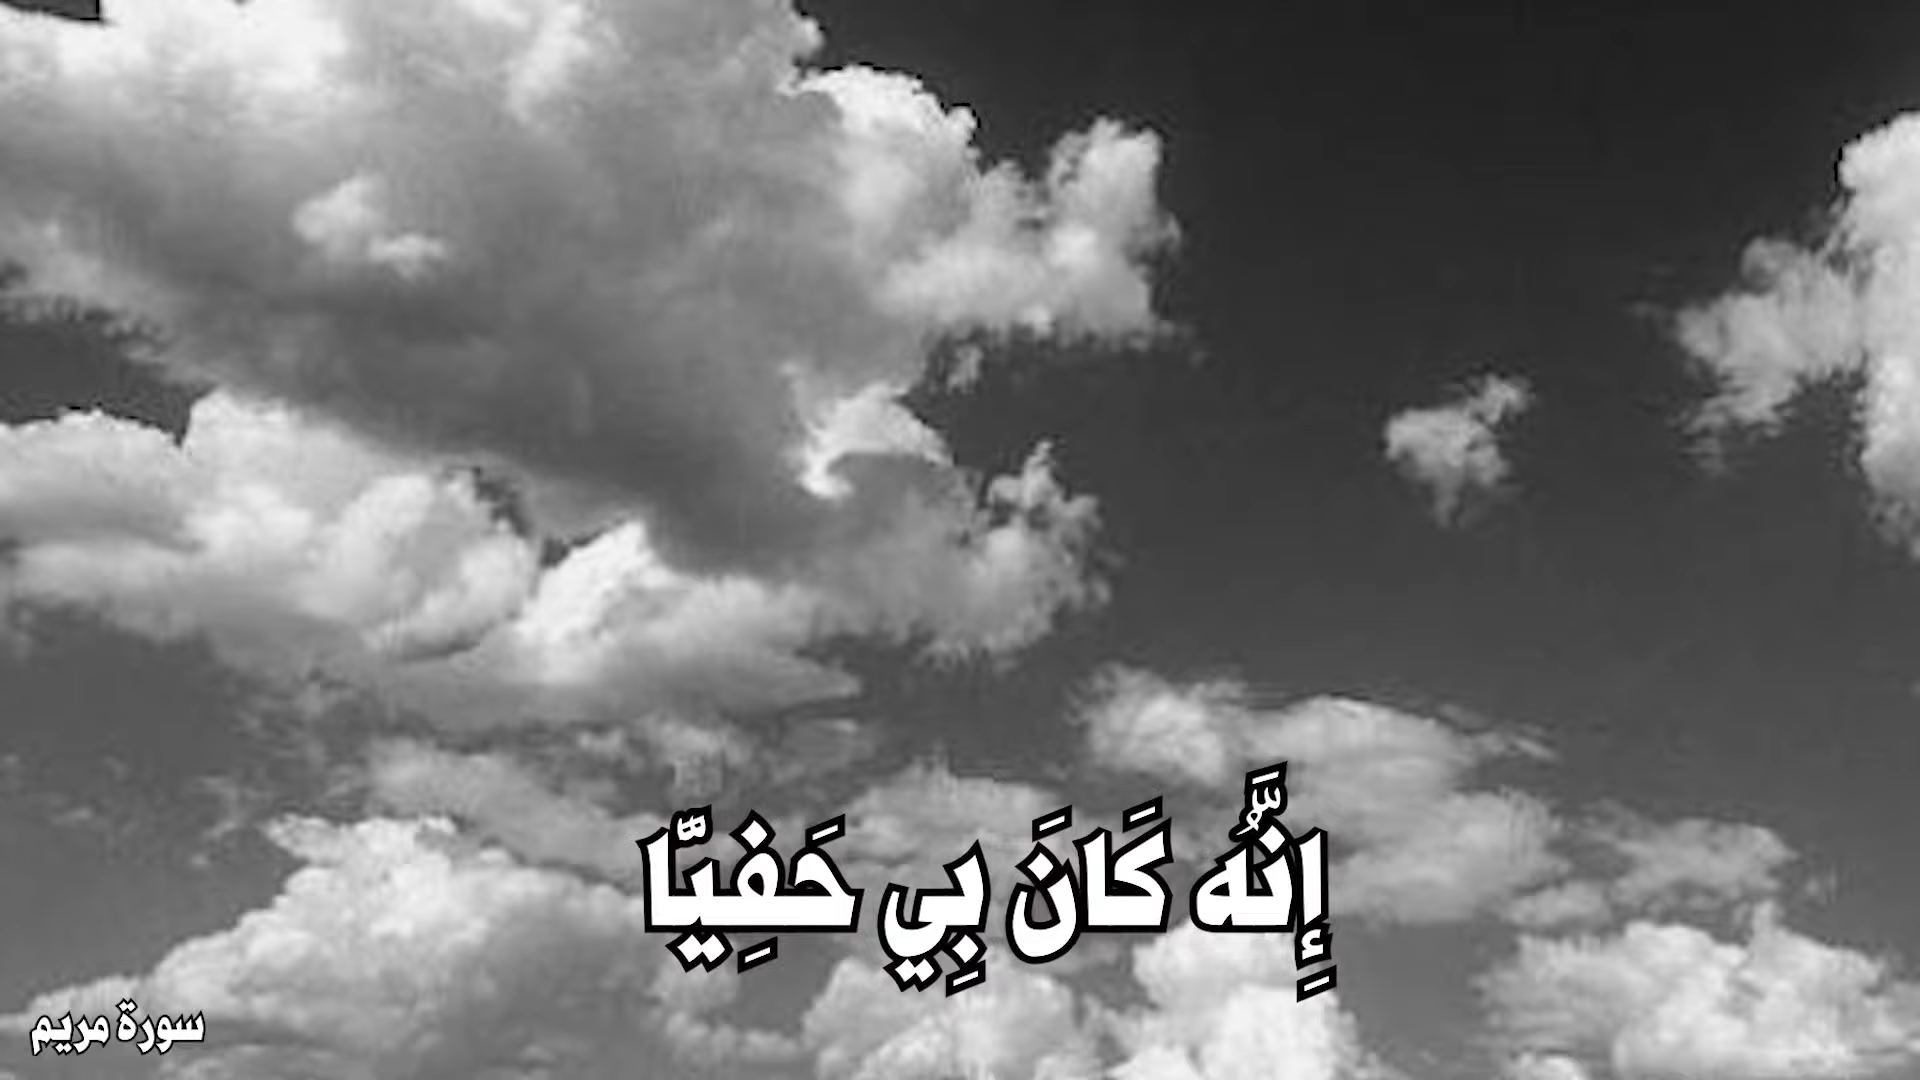 إِنَّهُ كَانَ بِي حَفِيًّا
سورة مريم